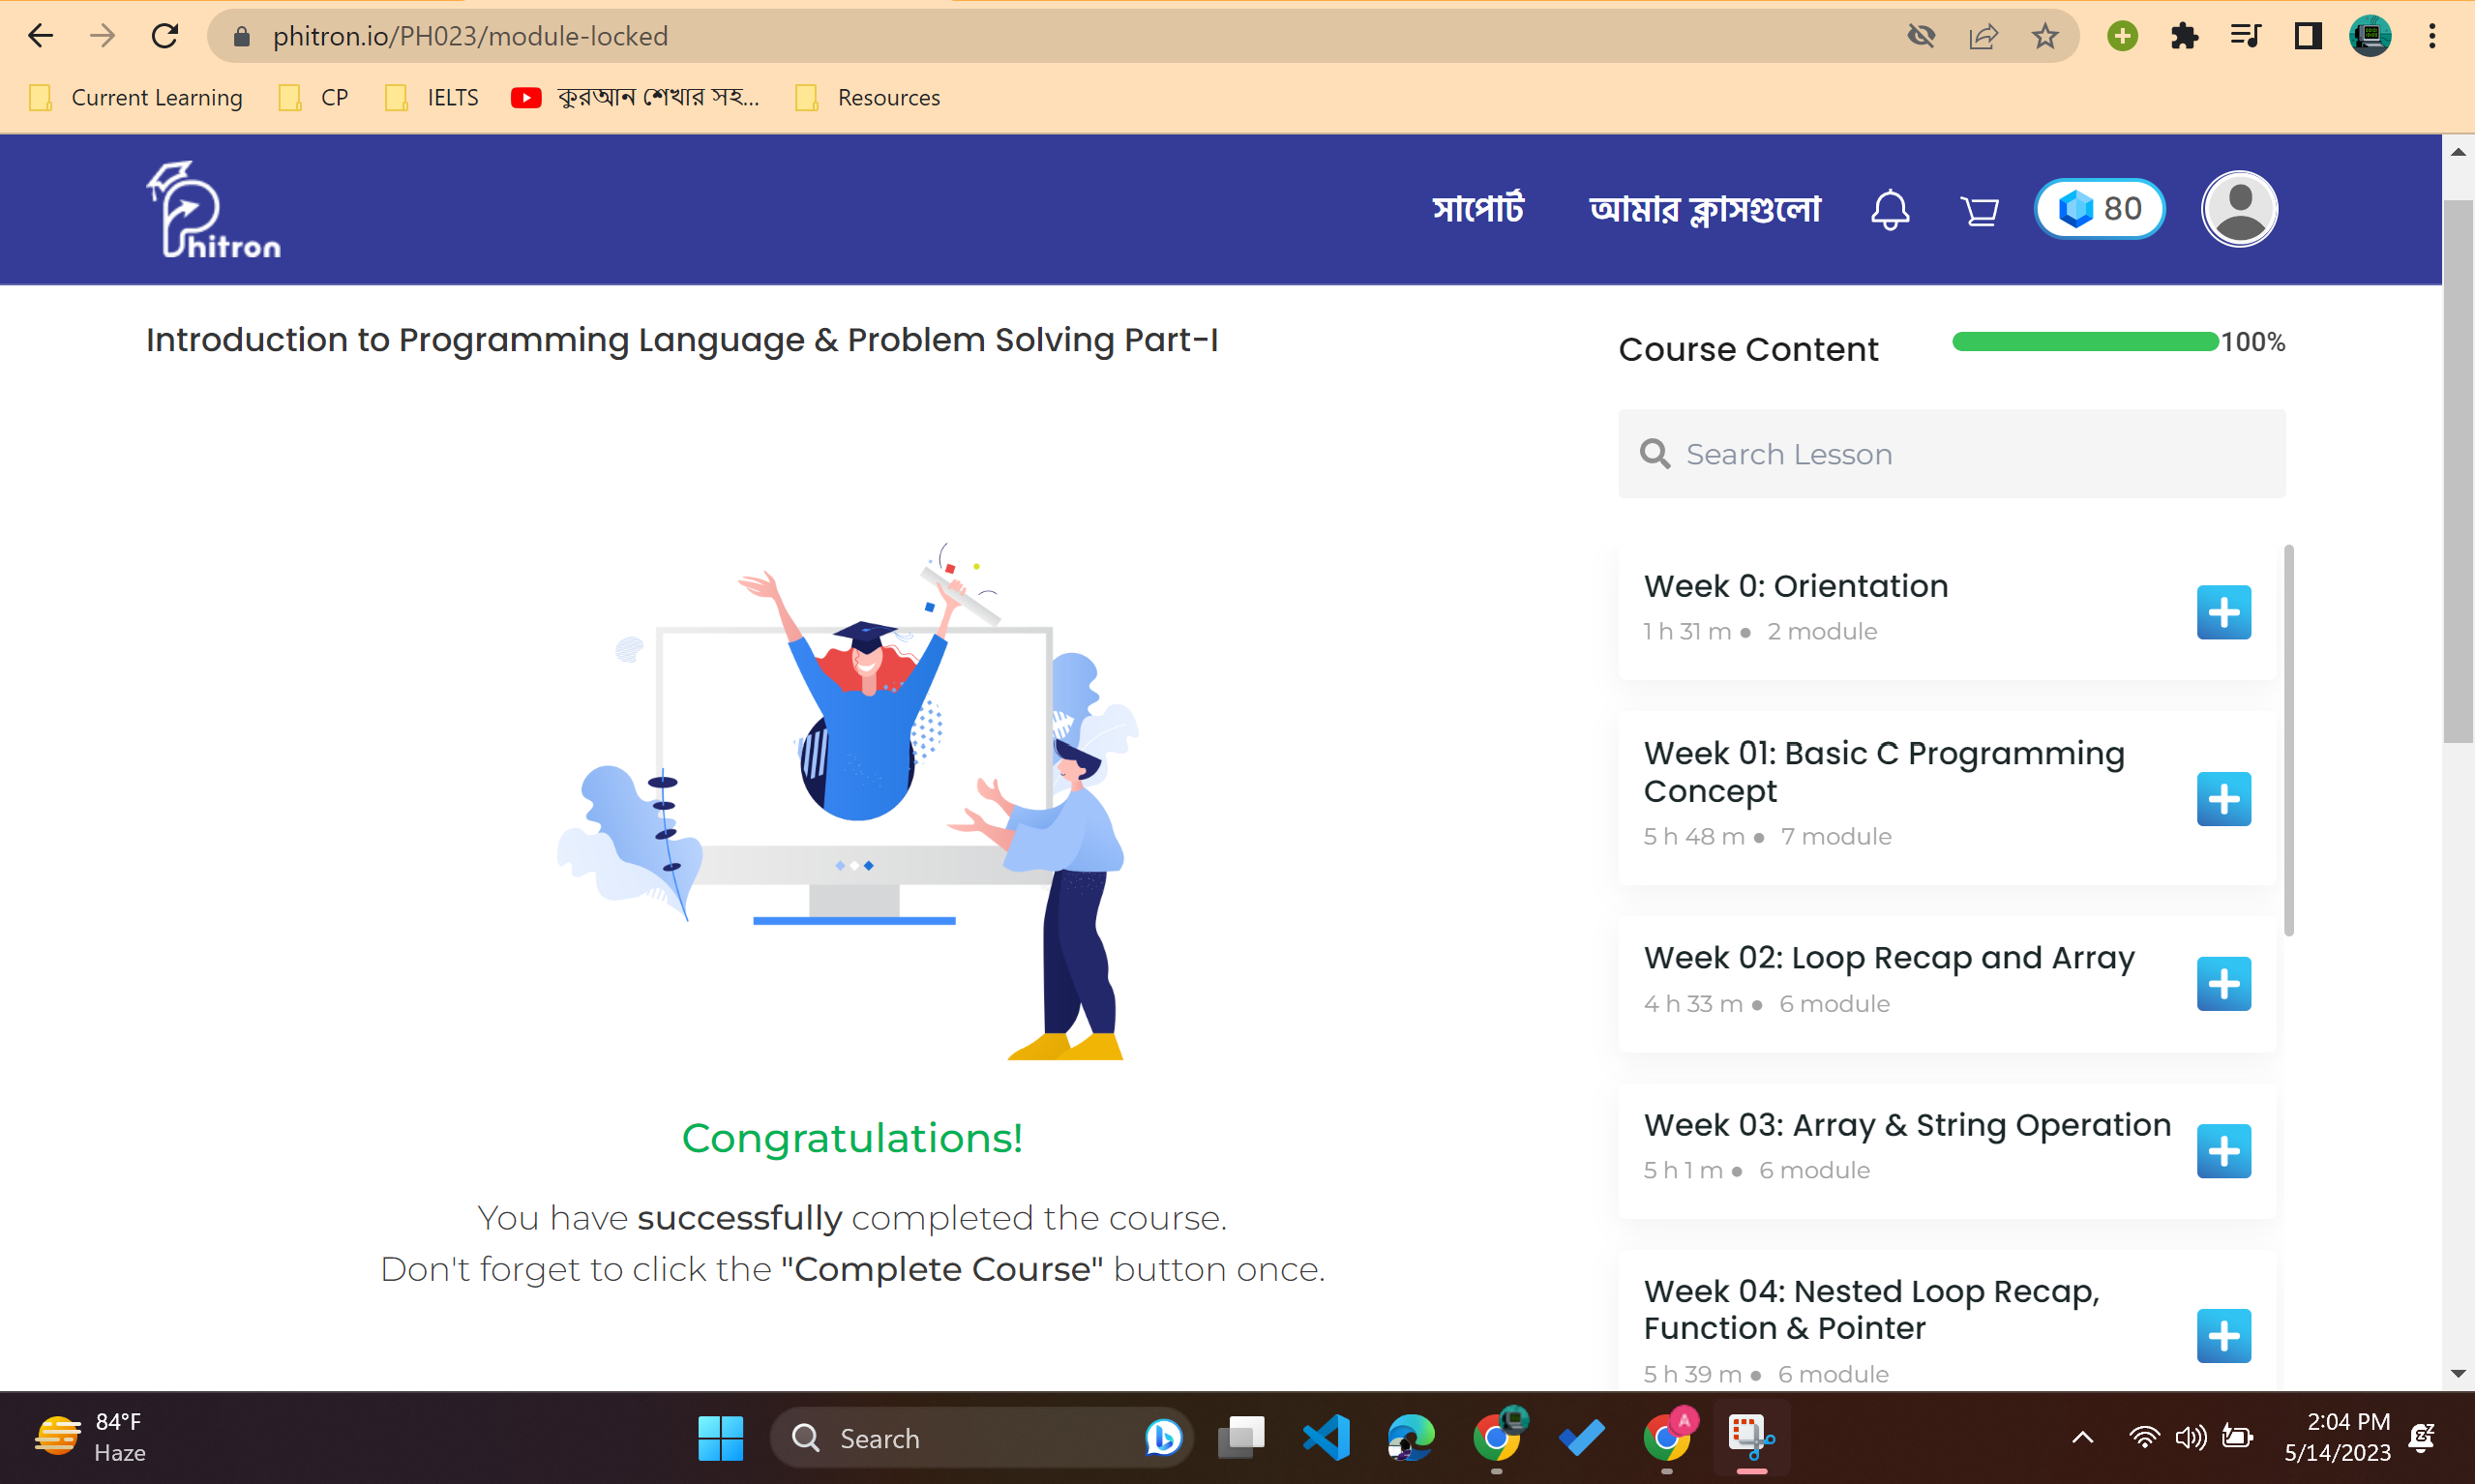 phitron.io/PH023/module-locked
Current Learning CP IELTS কুরআন শেখার সহ... Resources
Phitron
সাপোর্ট আমার ক্লাসগুলো 80
Introduction to Programming Language & Problem Solving Part-I
Course Content 100%
Search Lesson
Week 0: Orientation
1 h 31 m ● 2 module
Week 01: Basic C Programming
Concept
5 h 48 m ● 7 module
Week 02: Loop Recap and Array
4 h 33 m ● 6 module
Week 03: Array & String Operation
5 h 1 m ● 6 module
Week 04: Nested Loop Recap,
Function & Pointer
5 h 39 m ● 6 module
Congratulations!
You have successfully completed the course.
Don't forget to click the "Complete Course" button once.
84°F
Haze
Search
A
2:04 PM
5/14/2023